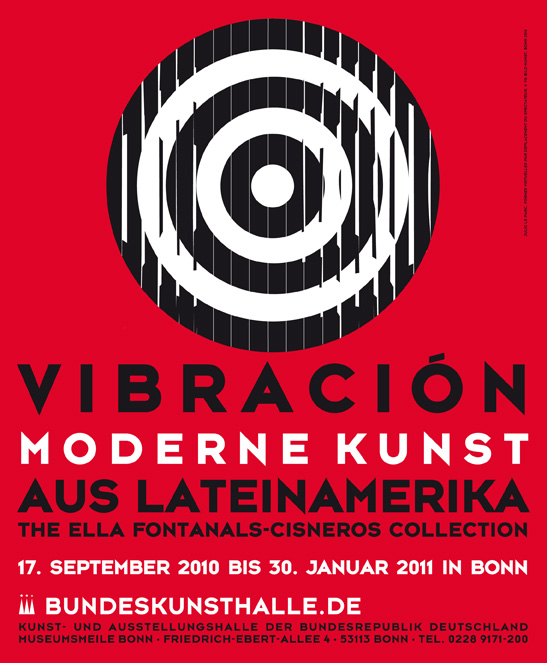 VIBRACIÓN
MODERNE KUNST
AUS LATEINAMERIKA
THE ELLA FONTANALS-CISNEROS COLLECTION
17. SEPTEMBER 2010 BIS 30. JANUAR 2011 IN BONN
BUNDESKUNSTHALLE.DE
KUNST- UND AUSSTELLUNGSHALLE DER BUNDESREPUBLIK DEUTSCHLAND
MUSEUMSMEILE BONN · FRIEDRICH-EBERT-ALLEE 4 · 53113 BONN · TEL. 0228 9171-200